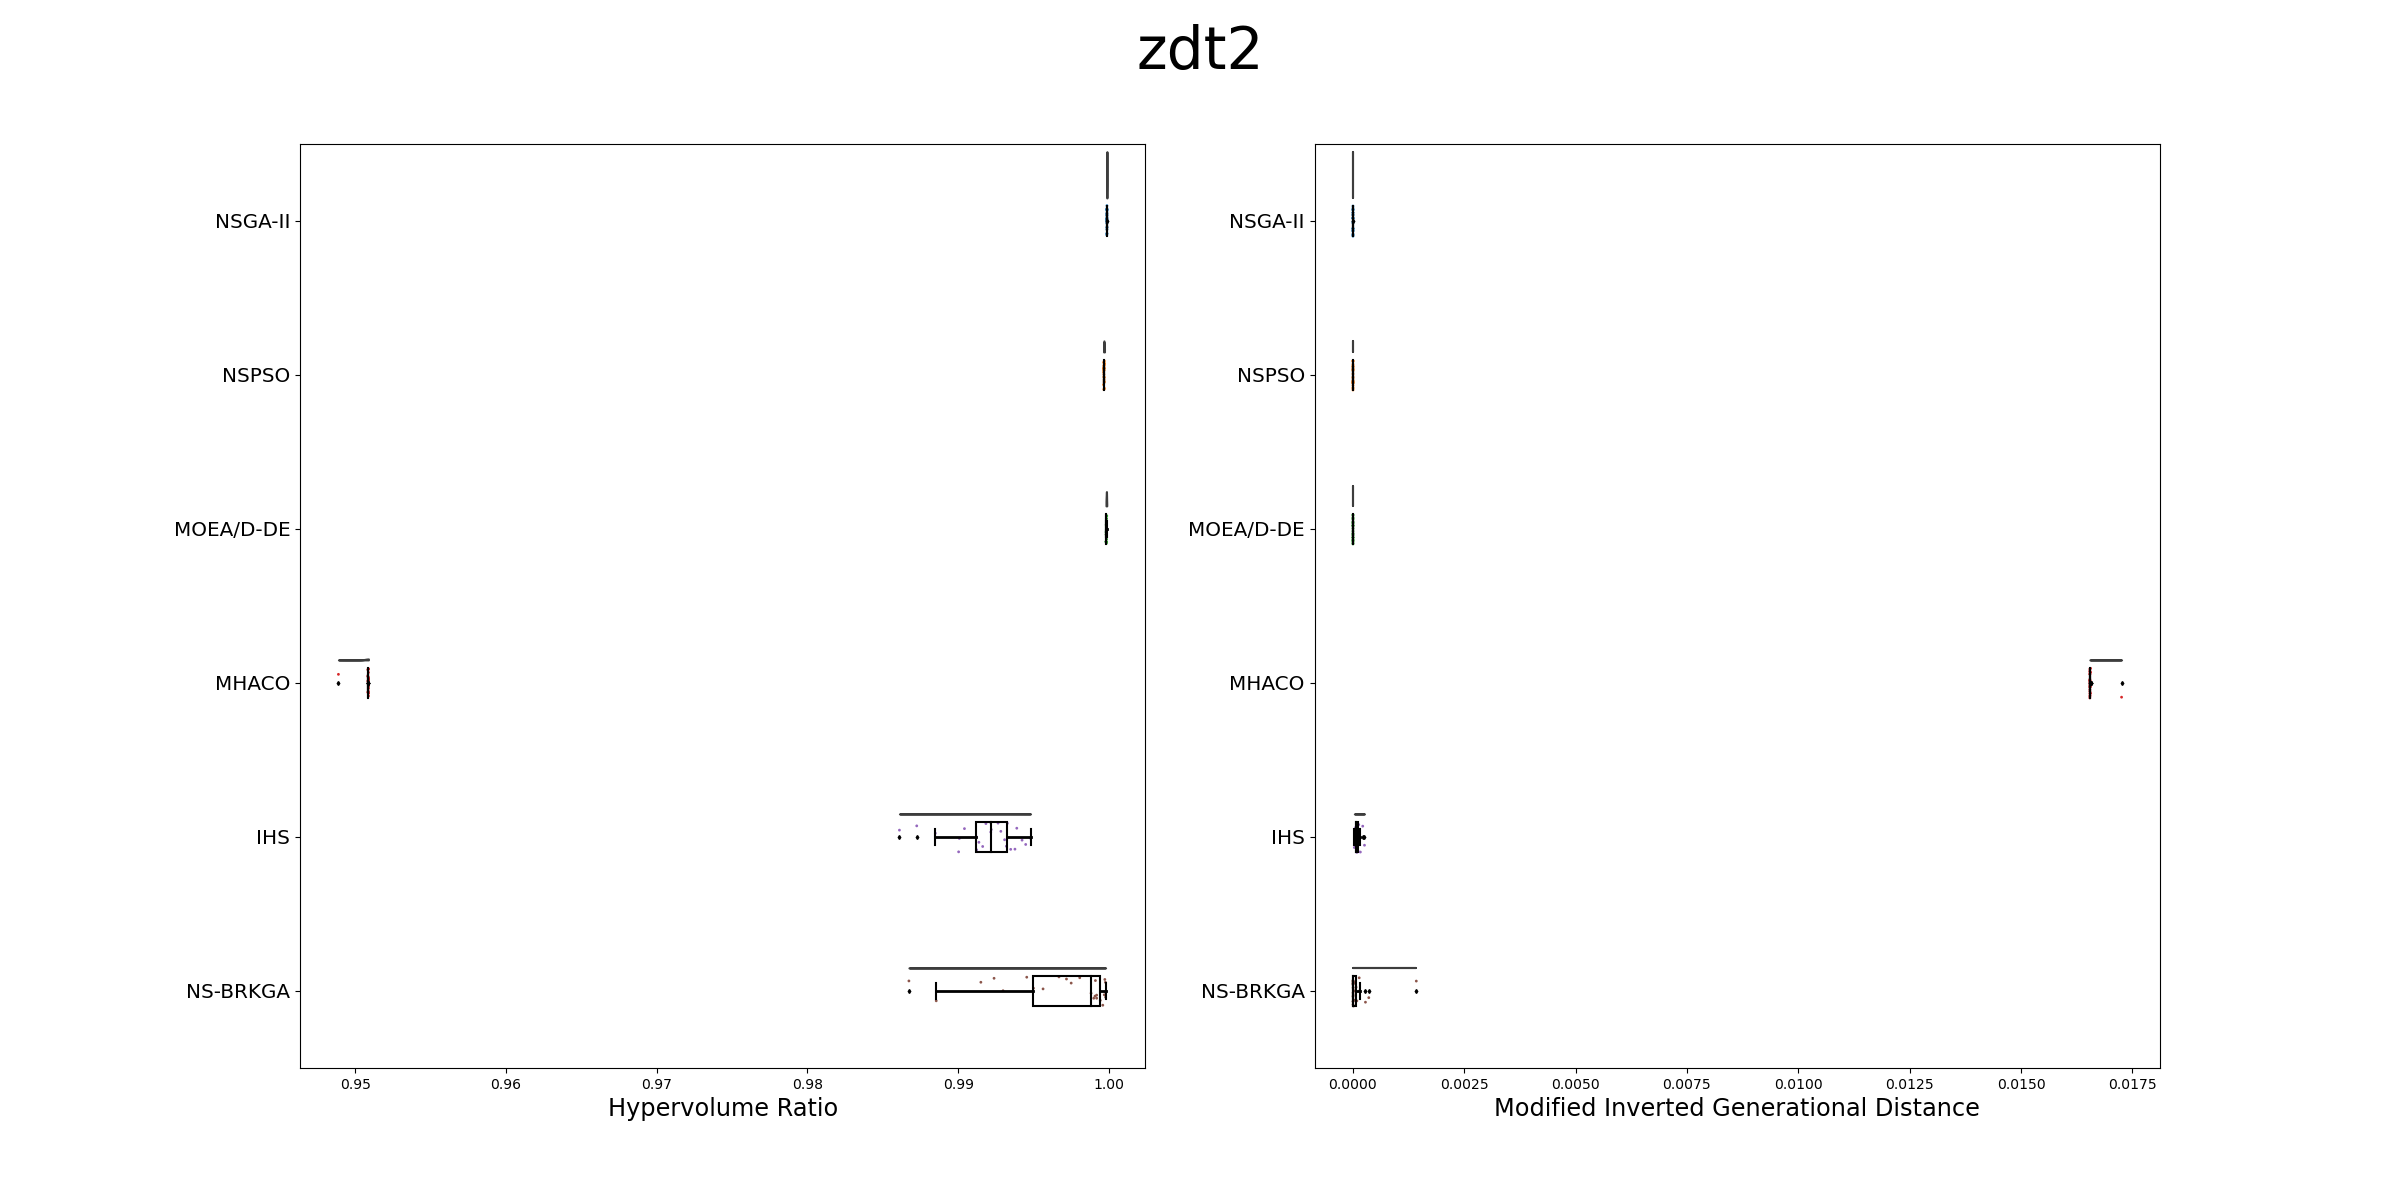 zdt2
NSGA-II
NSPSO
MOEA/D-DE
MHACO
IHS
NS-BRKGA
0.95 0.96 0.97 0.98 0.99 1.00
Hypervolume Ratio
NSGA-II
NSPSO
MOEA/D-DE
MHACO
IHS
NS-BRKGA
0.0000 0.0025 0.0050 0.0075 0.0100 0.0125 0.0150 0.0175
Modified Inverted Generational Distance